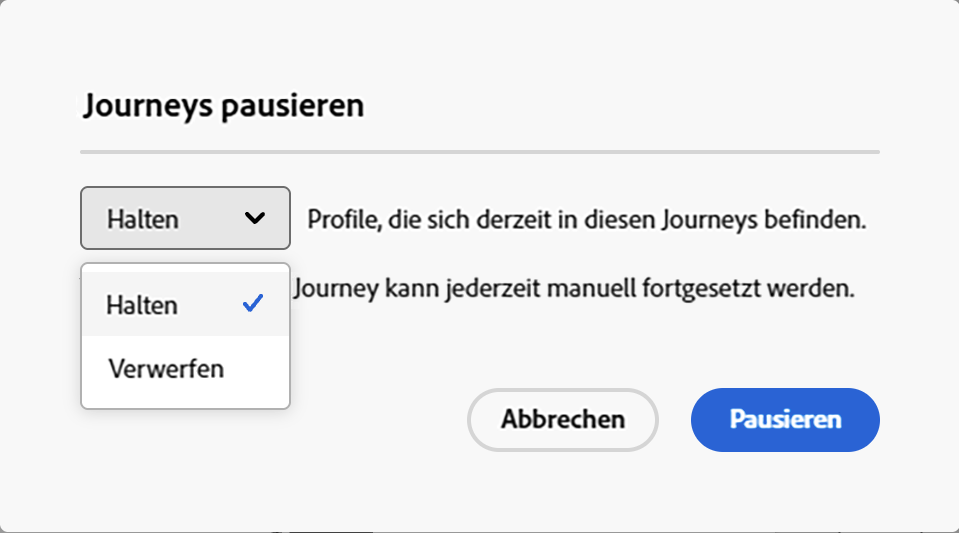 Journeys pausieren
Halten
Profile, die sich derzeit in diesen Journeys befinden.
Journey kann jederzeit manuell fortgesetzt werden.
Halten
Verwerfen
Abbrechen
Pausieren